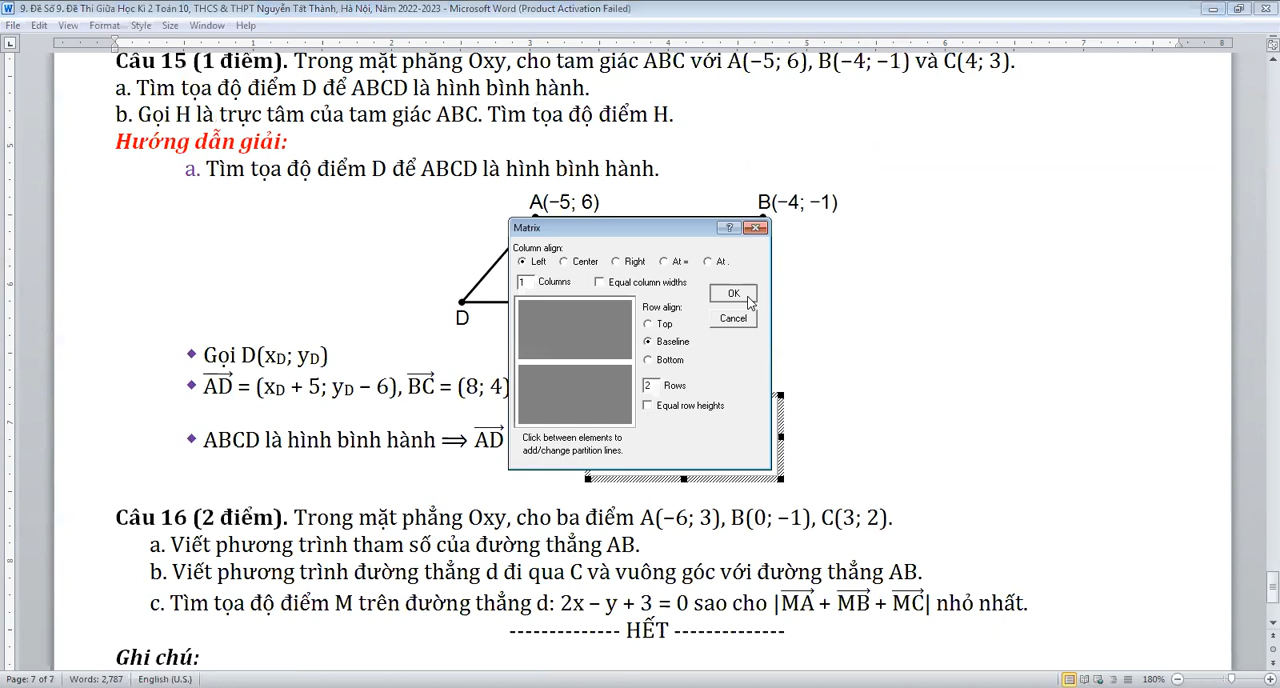 9. Đề Số 9. Đề Thi Giữa Học Kì 2 Toán 10, THCS & THPT Nguyễn Tất Thành, Hà Nội, Năm 2022-2023 - Microsoft Word (Product Activation Failed)
File Edit View Format Style Size Window Help
1 2 3 4 5 6 7 8
Câu 15 (1 điểm). Trong mặt phẳng Oxy, cho tam giác ABC với A(−5; 6), B(−4; −1) và C(4; 3).
a. Tìm tọa độ điểm D để ABCD là hình bình hành.
b. Gọi H là trực tâm của tam giác ABC. Tìm tọa độ điểm H.
Hướng dẫn giải:
a. Tìm tọa độ điểm D để ABCD là hình bình hành.
A(−5; 6) B(−4; −1)
D
Matrix
Column align:
Left Center Right At = At .
1 Columns Equal column widths
OK
Cancel
Row align:
Top
Baseline
Bottom
2 Rows
Equal row heights
Click between elements to
add/change partition lines.
Gọi D(xD; yD)
AD = (xD + 5; yD − 6), BC = (8; 4)
ABCD là hình bình hành ⟹ AD
Câu 16 (2 điểm). Trong mặt phẳng Oxy, cho ba điểm A(−6; 3), B(0; −1), C(3; 2).
a. Viết phương trình tham số của đường thẳng AB.
b. Viết phương trình đường thẳng d đi qua C và vuông góc với đường thẳng AB.
c. Tìm tọa độ điểm M trên đường thẳng d: 2x − y + 3 = 0 sao cho |MA + MB + MC| nhỏ nhất.
------------- HẾT -------------
Ghi chú:
Page: 7 of 7 Words: 2,787 English (U.S.) 180%